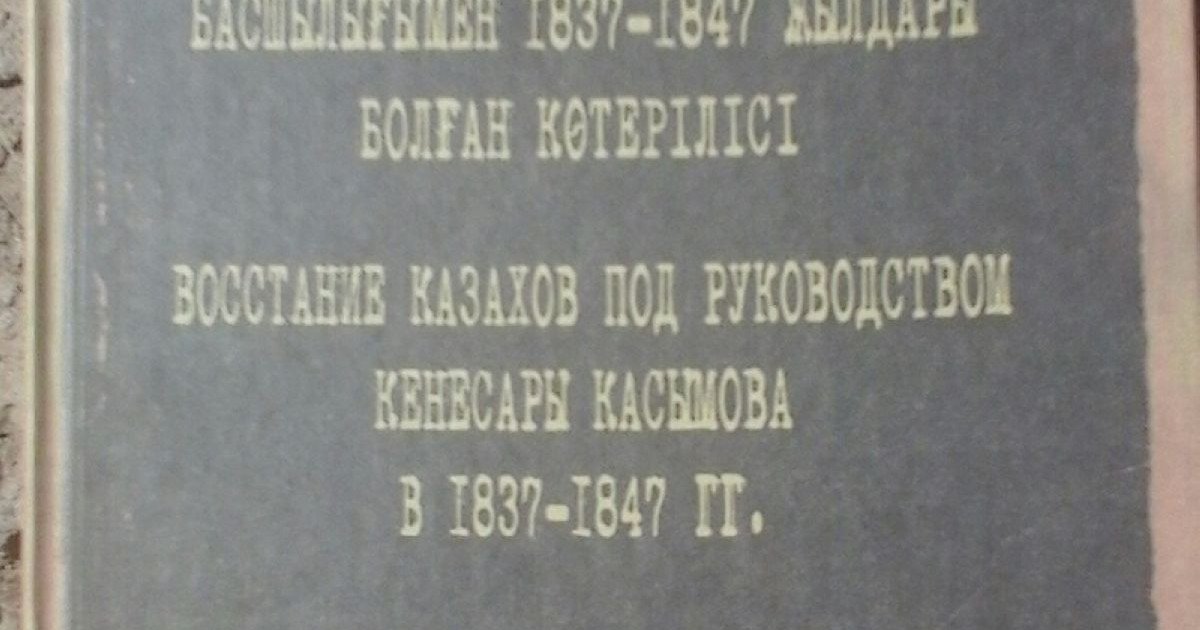 БАСШЫЛЫҒЫМЕН 1837-1847 ЖЫЛДАРЫ
БОЛҒАН КӨТЕРІЛІСІ
ВОССТАНИЕ КАЗАХОВ ПОД РУКОВОДСТВОМ
КЕНЕСАРЫ КАСЫМОВА
В 1837-1847 ГГ.